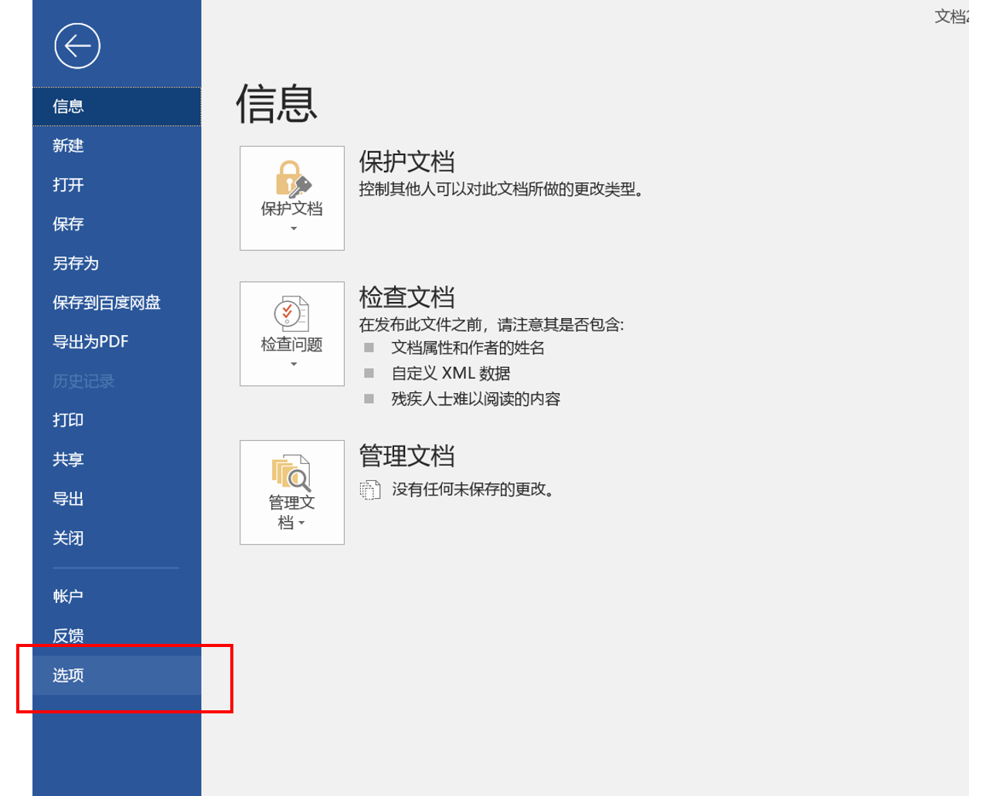 文档2
信息
新建
打开
保存
另存为
保存到百度网盘
导出为PDF
历史记录
打印
共享
导出
关闭
帐户
反馈
选项
信息
保护文档
保护文档
控制其他人可以对此文档所做的更改类型。
检查问题
检查文档
在发布此文件之前，请注意其是否包含:
文档属性和作者的姓名
自定义 XML 数据
残疾人士难以阅读的内容
管理文
档
管理文档
没有任何未保存的更改。